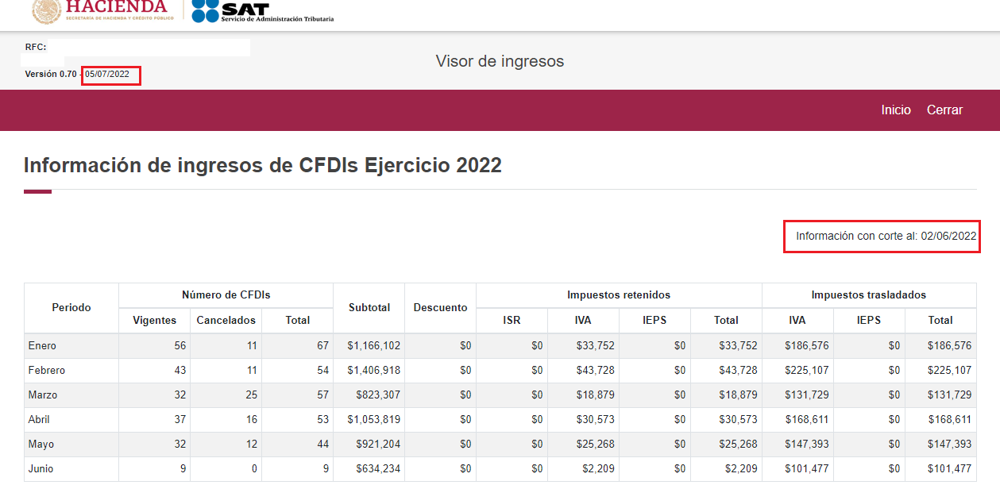 HACIENDA
SECRETARÍA DE HACIENDA Y CRÉDITO PÚBLICO
SAT
Servicio de Administración Tributaria
RFC:
Visor de ingresos
Versión 0.70 - 05/07/2022
Inicio Cerrar
Información de ingresos de CFDIs Ejercicio 2022
Información con corte al: 02/06/2022
Periodo Número de CFDIs Subtotal Descuento Impuestos retenidos Impuestos trasladados
Vigentes Cancelados Total ISR IVA IEPS Total IVA IEPS Total
Enero 56 11 67 $1,166,102 $0 $0 $33,752 $0 $33,752 $186,576 $0 $186,576
Febrero 43 11 54 $1,406,918 $0 $0 $43,728 $0 $43,728 $225,107 $0 $225,107
Marzo 32 25 57 $823,307 $0 $0 $18,879 $0 $18,879 $131,729 $0 $131,729
Abril 37 16 53 $1,053,819 $0 $0 $30,573 $0 $30,573 $168,611 $0 $168,611
Mayo 32 12 44 $921,204 $0 $0 $25,268 $0 $25,268 $147,393 $0 $147,393
Junio 9 0 9 $634,234 $0 $0 $2,209 $0 $2,209 $101,477 $0 $101,477